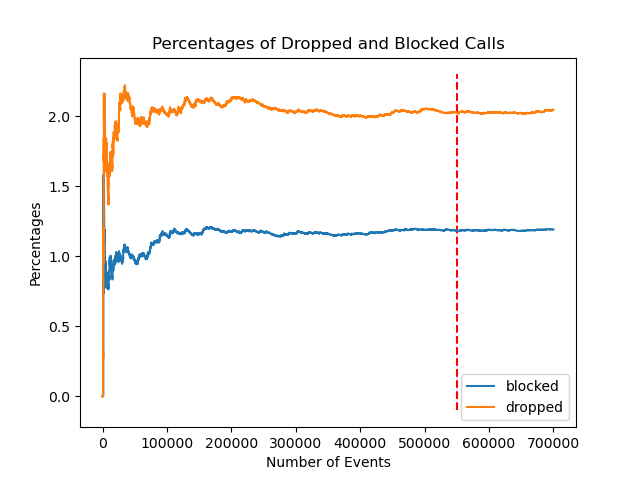 Percentages of Dropped and Blocked Calls
Percentages
2.0
1.5
1.0
0.5
0.0
blocked
dropped
0 100000 200000 300000 400000 500000 600000 700000
Number of Events